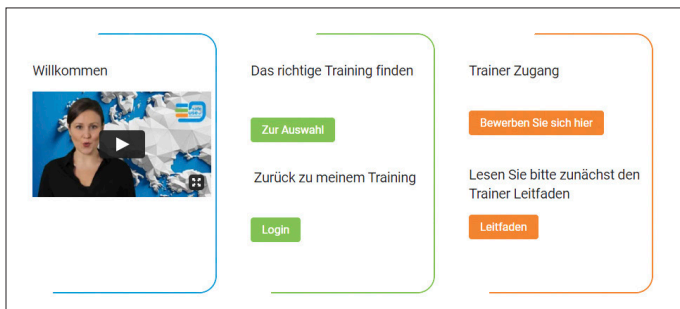 Willkommen
Das richtige Training finden
Zur Auswahl
Zurück zu meinem Training
Login
Trainer Zugang
Bewerben Sie sich hier
Lesen Sie bitte zunächst den
Trainer Leitfaden
Leitfaden